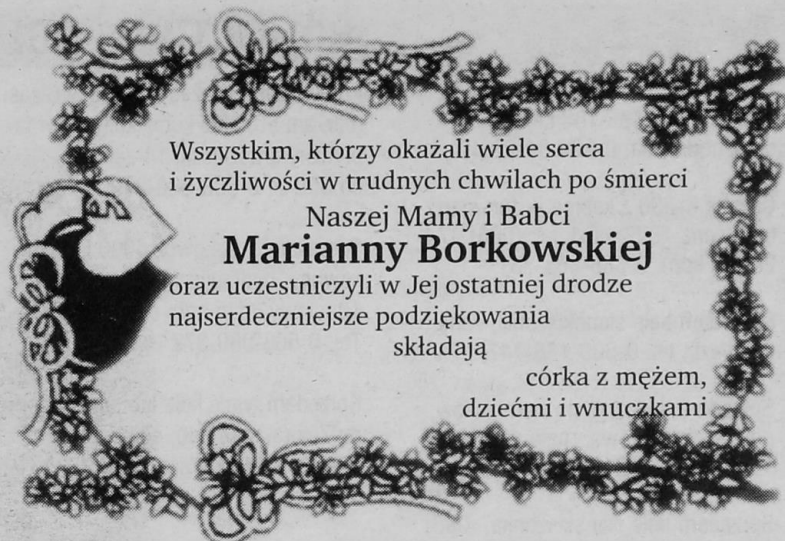 Wszystkim, którzy okażali wiele serca
i życzliwości w trudnych chwilach po śmierci
Naszej Mamy i Babci
Marianny Borkowskiej
oraz uczestniczyli w Jej ostatniej drodze
najserdeczniejsze podziękowania
składają
córka z mężem,
dziećmi i wnuczkami